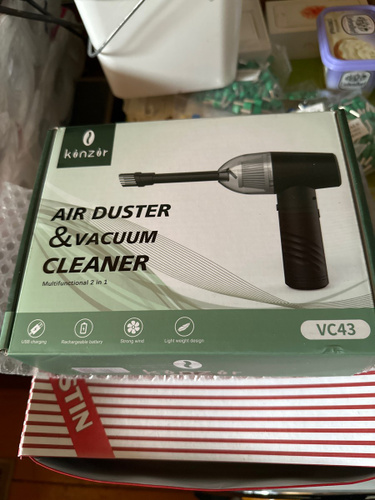 kinzir
AIR DUSTER
& VACUUM
CLEANER
Multifunctional 2 in 1
USB charging
Rechargeable battery
Strong wind
Light weight design
VC43
STIN